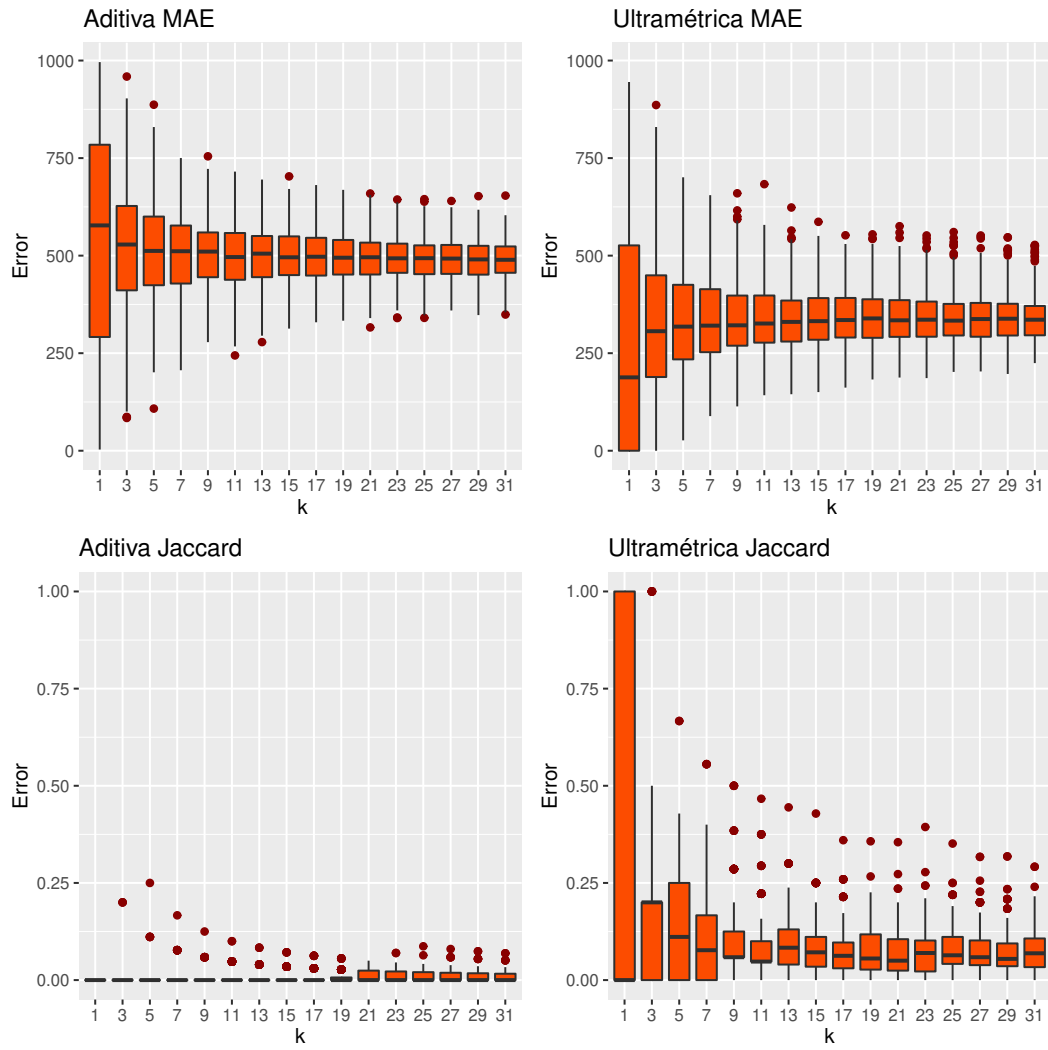 Aditiva MAE
Error
1000
750
500
250
0
1 3 5 7 9 11 13 15 17 19 21 23 25 27 29 31
k
Ultramétrica MAE
Error
1000
750
500
250
0
1 3 5 7 9 11 13 15 17 19 21 23 25 27 29 31
k
Aditiva Jaccard
Error
1.00
0.75
0.50
0.25
0.00
1 3 5 7 9 11 13 15 17 19 21 23 25 27 29 31
k
Ultramétrica Jaccard
Error
1.00
0.75
0.50
0.25
0.00
1 3 5 7 9 11 13 15 17 19 21 23 25 27 29 31
k